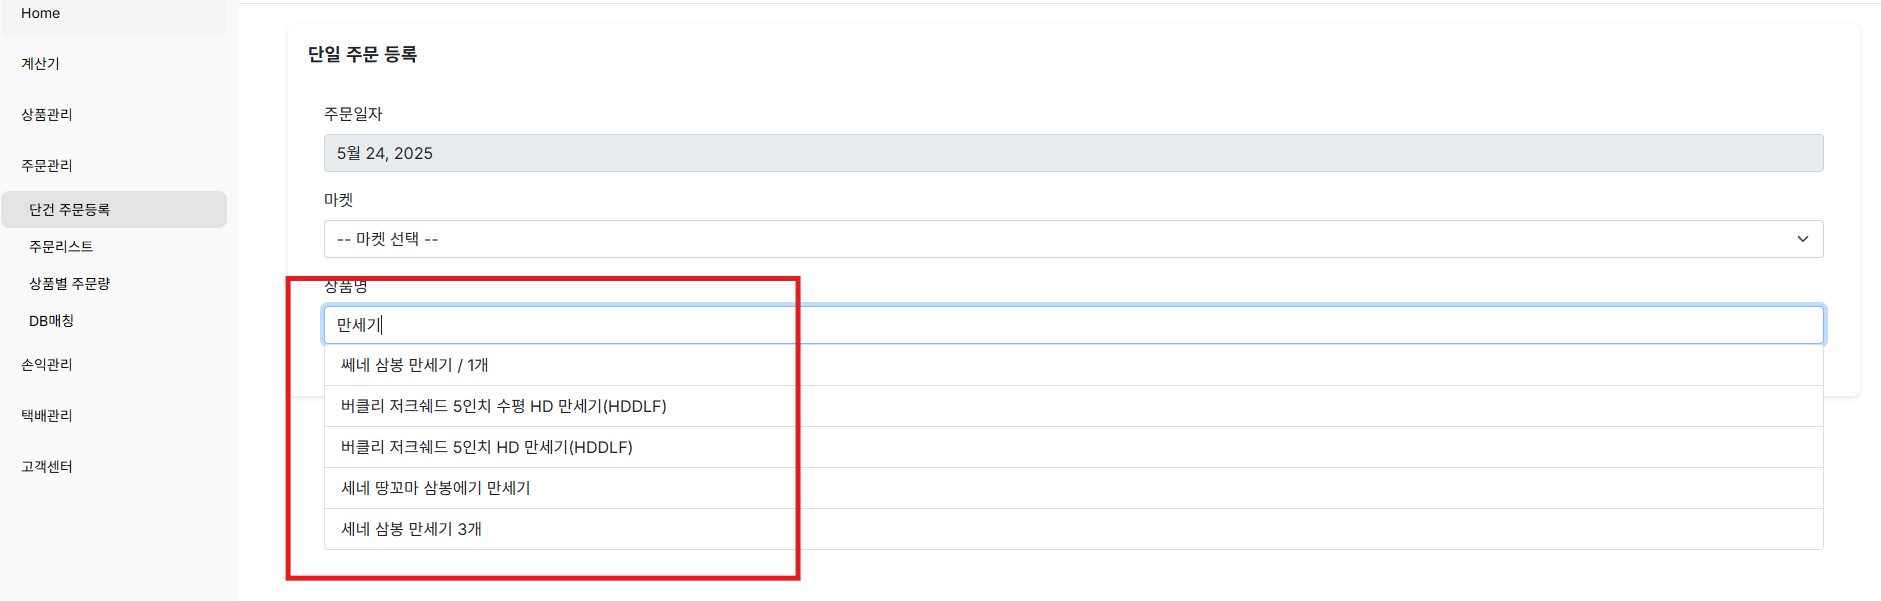 Home
계산기
상품관리
주문관리
단건 주문등록
주문리스트
상품별 주문량
DB매칭
손익관리
택배관리
고객센터
단일 주문 등록
주문일자
5월 24, 2025
마켓
-- 마켓 선택 --
상품명
만세기
쎄네 삼봉 만세기 / 1개
버클리 저크쉐드 5인치 수평 HD 만세기(HDDLF)
버클리 저크쉐드 5인치 HD 만세기(HDDLF)
세네 땅꼬마 삼봉에기 만세기
세네 삼봉 만세기 3개